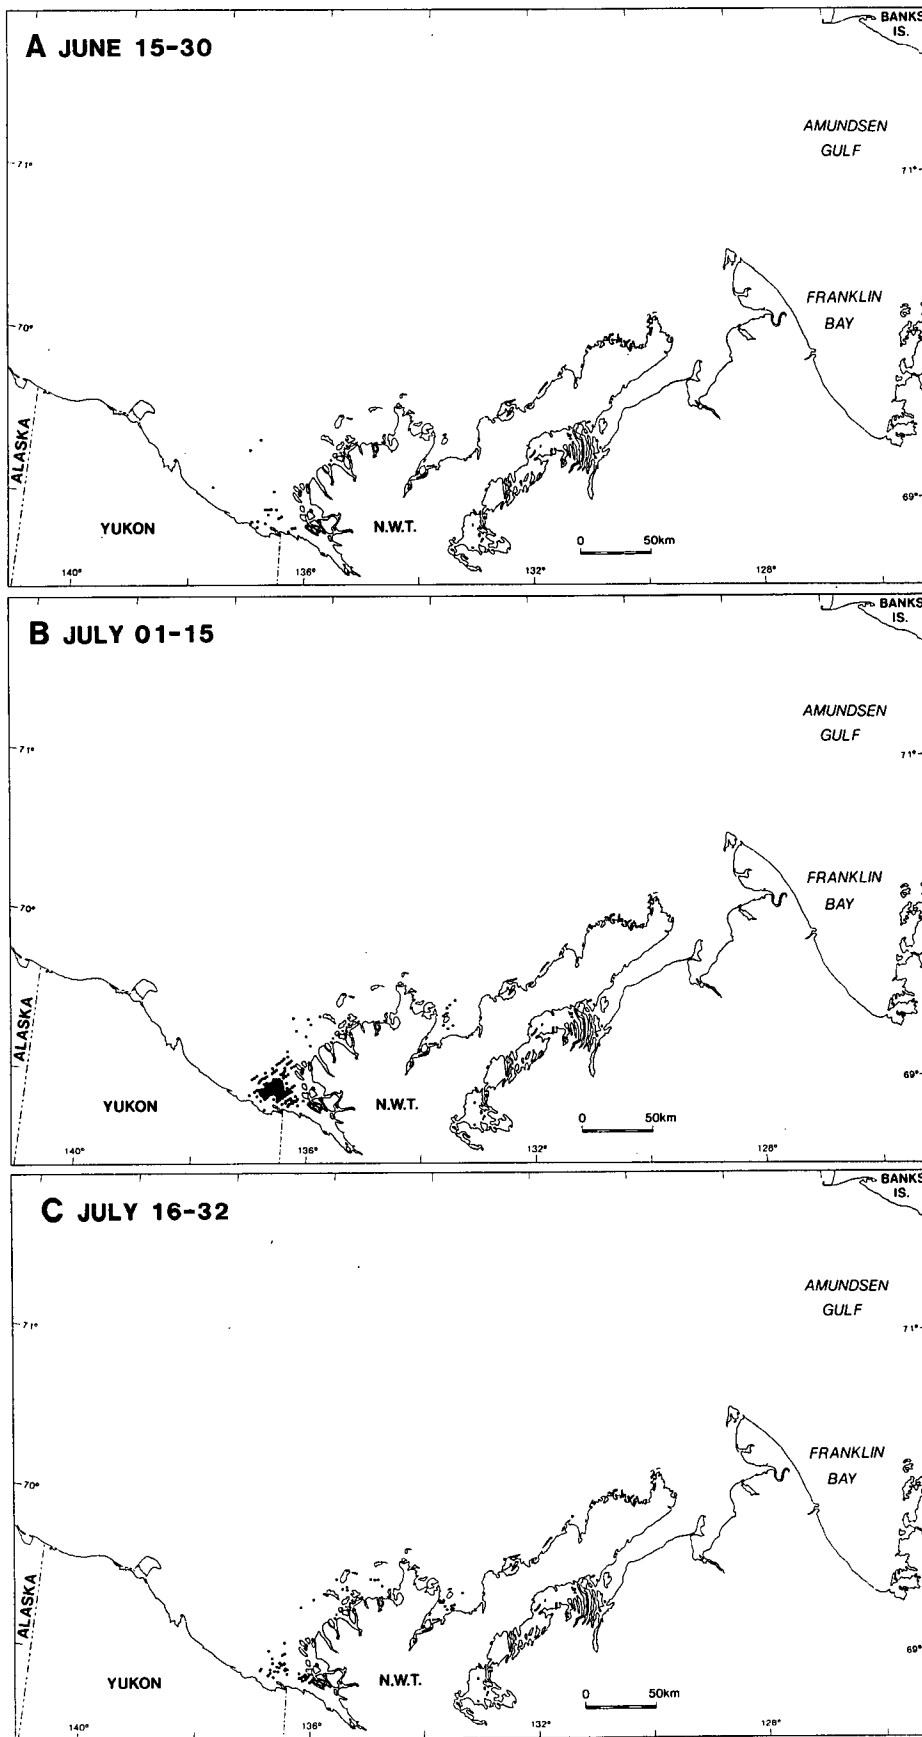 A JUNE 15-30
BANKS
IS.
AMUNDSEN
GULF
71°
71°
FRANKLIN
BAY
70°
ALASKA
69°
YUKON
N.W.T.
0 50km
140° 136° 132° 128°
B JULY 01-15
BANKS
IS.
AMUNDSEN
GULF
71°
71°
FRANKLIN
BAY
70°
ALASKA
69°
YUKON
N.W.T.
0 50km
140° 136° 132° 128°
C JULY 16-32
BANKS
IS.
AMUNDSEN
GULF
71°
71°
FRANKLIN
BAY
70°
ALASKA
69°
YUKON
N.W.T.
0 50km
140° 136° 132° 128°